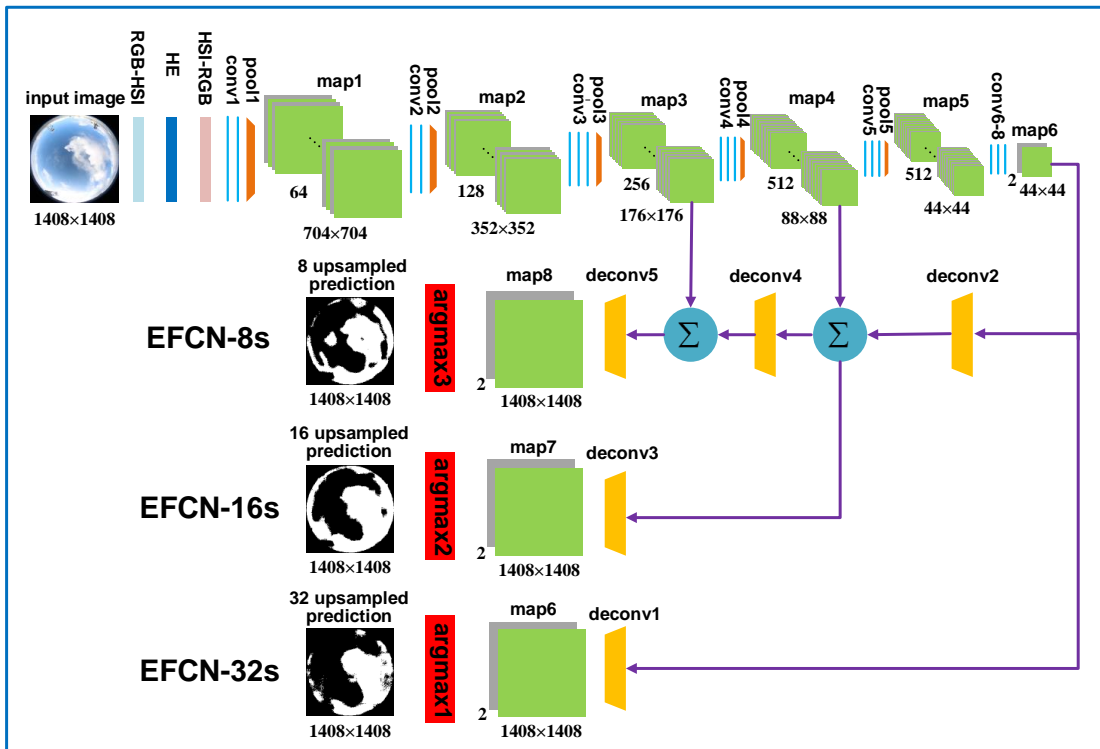 RGB-HSI
HE
HSI-RGB
conv1
pool1
map1
conv2
pool2
map2
conv3
pool3
map3
conv4
pool4
map4
conv5
pool5
map5
conv6-8
map6
input image
1408×1408
64
704×704
128
352×352
256
176×176
512
88×88
512
44×44
2
44×44
8 upsampled
prediction
map8
deconv5
deconv4
deconv2
EFCN-8s
argmax3
Σ
Σ
2
1408×1408
1408×1408
16 upsampled
prediction
map7
deconv3
EFCN-16s
argmax2
2
1408×1408
1408×1408
32 upsampled
prediction
map6
deconv1
EFCN-32s
argmax1
2
1408×1408
1408×1408